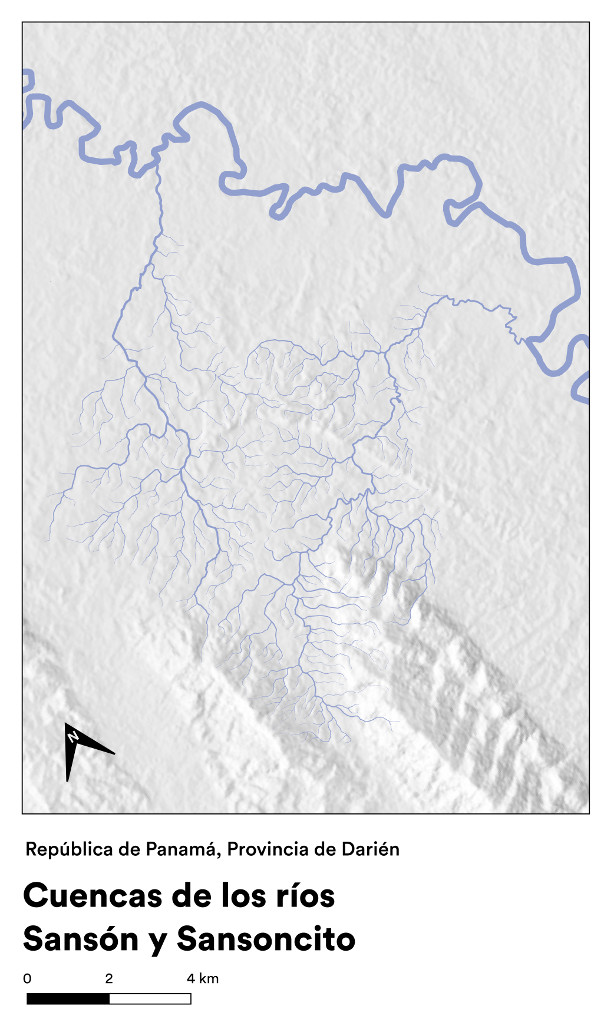 N
República de Panamá, Provincia de Darién
Cuencas de los ríos
Sansón y Sansoncito
0 2 4 km